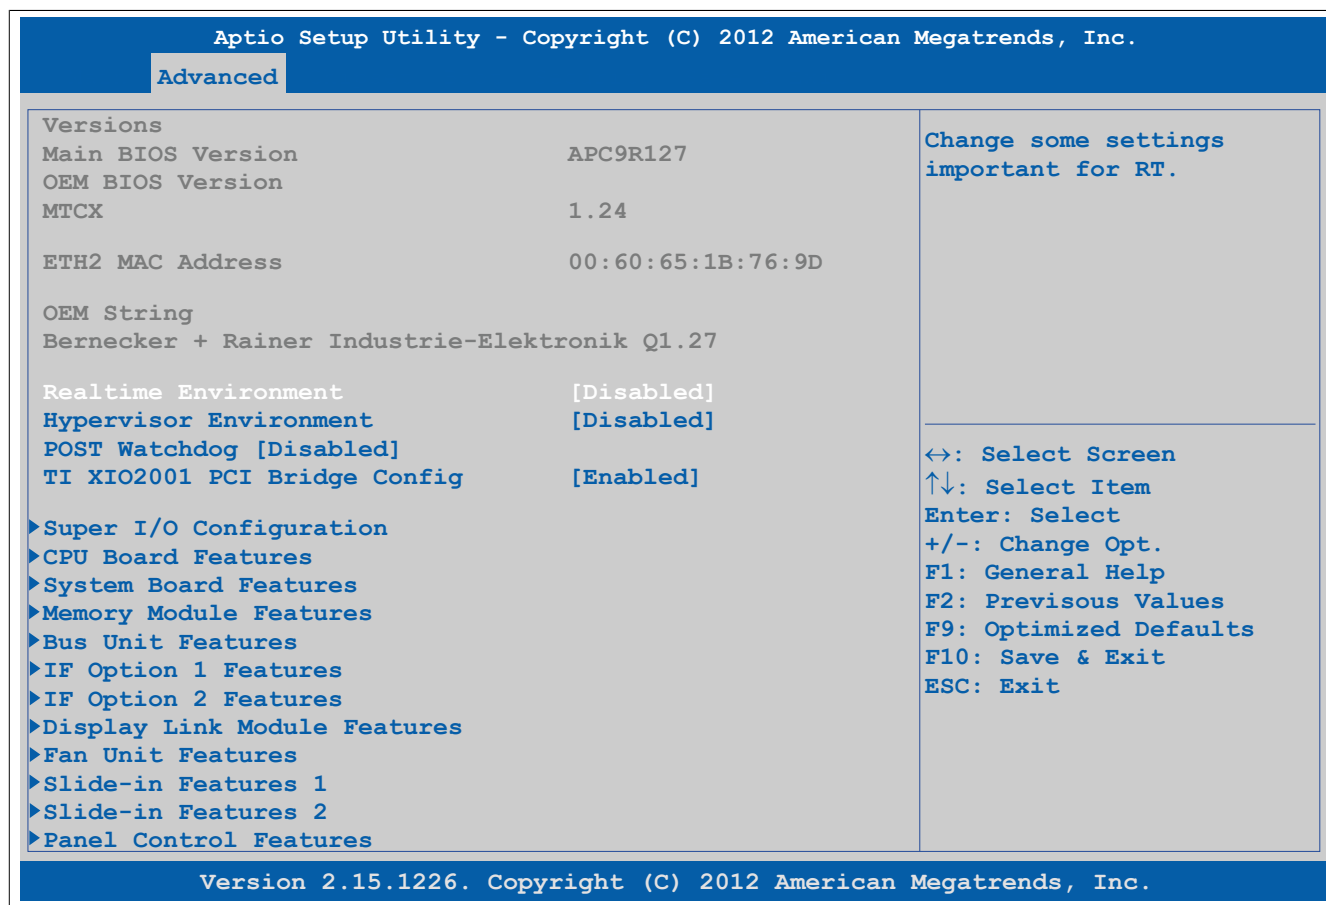 Aptio Setup Utility - Copyright (C) 2012 American Megatrends, Inc.
Advanced
Versions
Main BIOS Version APC9R127
OEM BIOS Version
MTCX 1.24
ETH2 MAC Address 00:60:65:1B:76:9D
OEM String
Bernecker + Rainer Industrie-Elektronik Q1.27
Realtime Environment [Disabled]
Hypervisor Environment [Disabled]
POST Watchdog [Disabled]
TI XIO2001 PCI Bridge Config [Enabled]
Super I/O Configuration
CPU Board Features
System Board Features
Memory Module Features
Bus Unit Features
IF Option 1 Features
IF Option 2 Features
Display Link Module Features
Fan Unit Features
Slide-in Features 1
Slide-in Features 2
Panel Control Features
Change some settings
important for RT.
↔: Select Screen
↑↓: Select Item
Enter: Select
+/-: Change Opt.
F1: General Help
F2: Previsous Values
F9: Optimized Defaults
F10: Save & Exit
ESC: Exit
Version 2.15.1226. Copyright (C) 2012 American Megatrends, Inc.